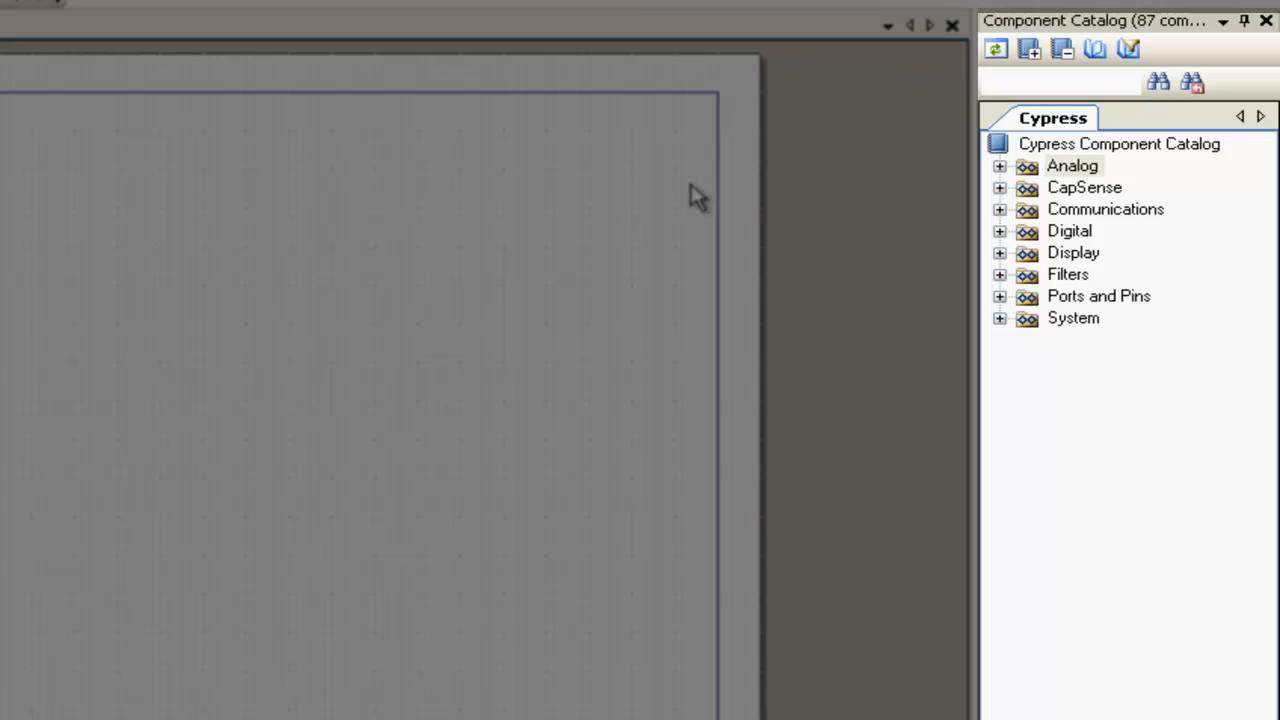 Component Catalog (87 com...
Cypress
Cypress Component Catalog
Analog
CapSense
Communications
Digital
Display
Filters
Ports and Pins
System